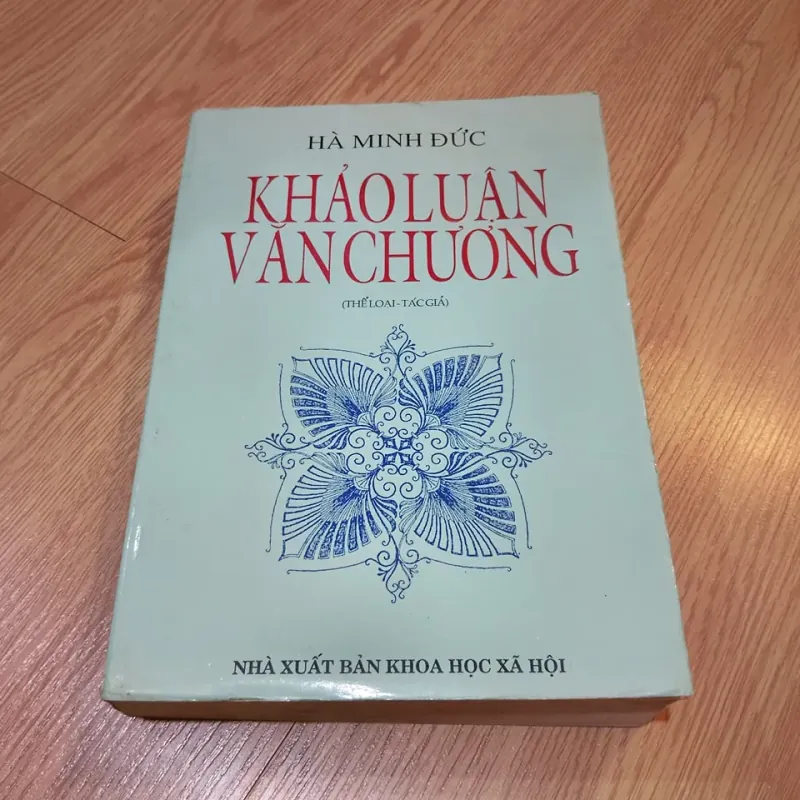 HÀ MINH ĐỨC
KHẢO LUẬN
VĂN CHƯƠNG
(THỂ LOẠI - TÁC GIẢ)
NHÀ XUẤT BẢN KHOA HỌC XÃ HỘI